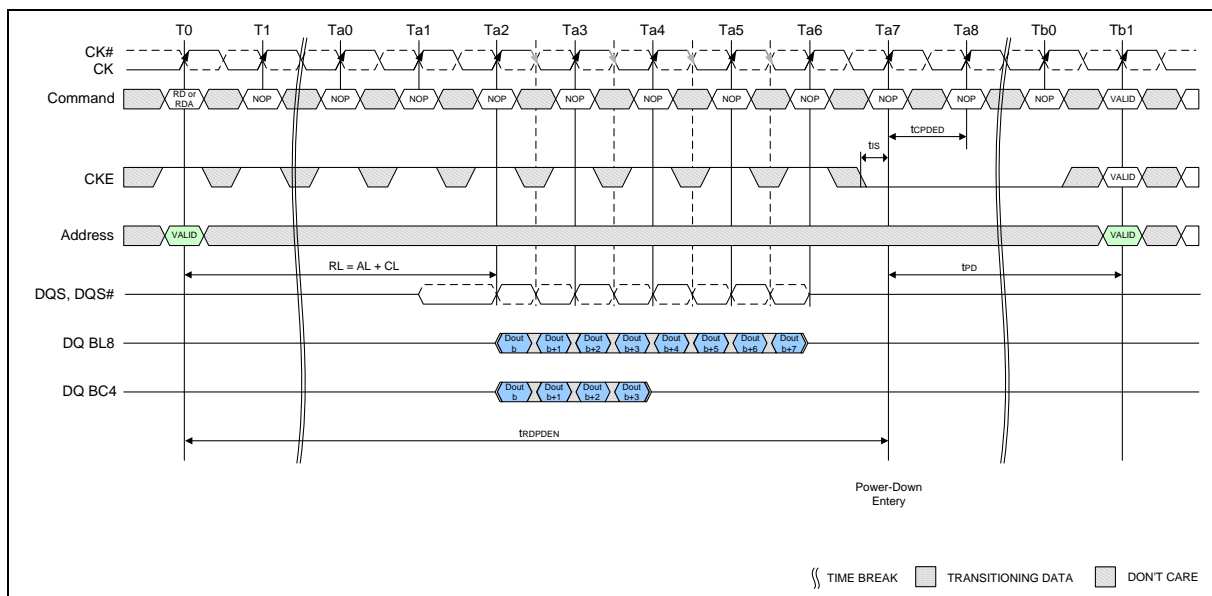 T0 T1 Ta0 Ta1 Ta2 Ta3 Ta4 Ta5 Ta6 Ta7 Ta8 Tb0 Tb1
CK#
CK
Command RD or RDA NOP NOP NOP NOP NOP NOP NOP NOP NOP NOP NOP VALID
tCPDED
tIS
CKE VALID
Address VALID VALID
RL = AL + CL tPD
DQS, DQS#
DQ BL8 Dout b Dout b+1 Dout b+2 Dout b+3 Dout b+4 Dout b+5 Dout b+6 Dout b+7
DQ BC4 Dout b Dout b+1 Dout b+2 Dout b+3
tRDPDEN
Power-Down
Entery
TIME BREAK TRANSITIONING DATA DON'T CARE